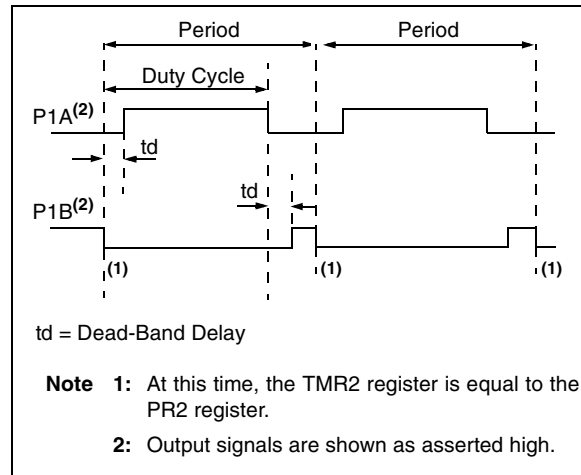 Period Period
Duty Cycle
P1A(2)
td
td
P1B(2)
(1) (1) (1)
td = Dead-Band Delay
Note 1: At this time, the TMR2 register is equal to the
PR2 register.
2: Output signals are shown as asserted high.